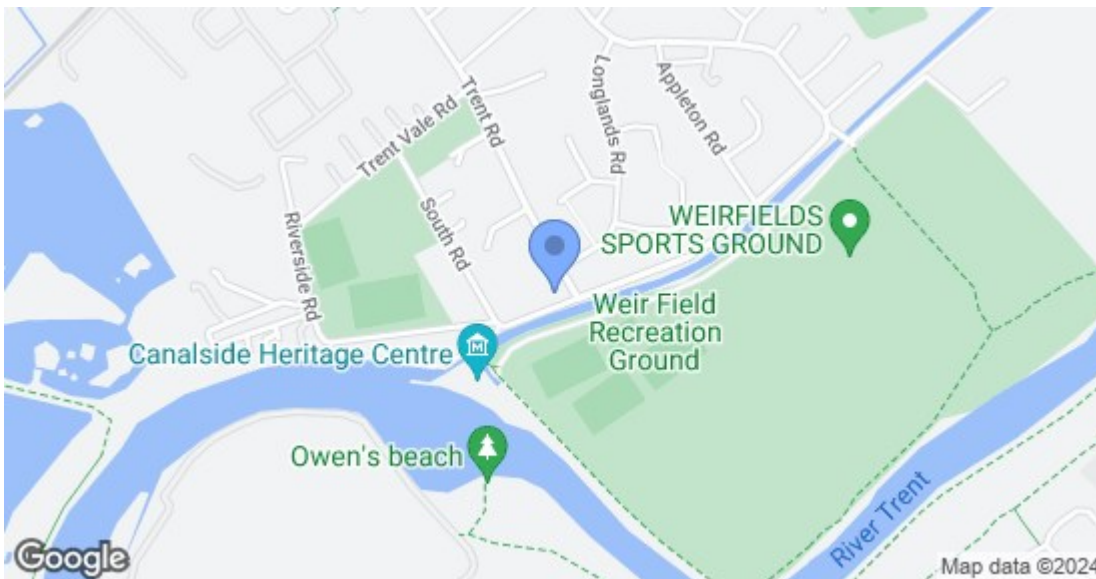 Trent Rd
Longlands Rd
Appleton Rd
Trent Vale Rd
South Rd
Riverside Rd
WEIRFIELDS
SPORTS GROUND
Weir Field
Recreation
Ground
Canalside Heritage Centre
M
Owen's beach
River Trent
Google
Map data ©2024